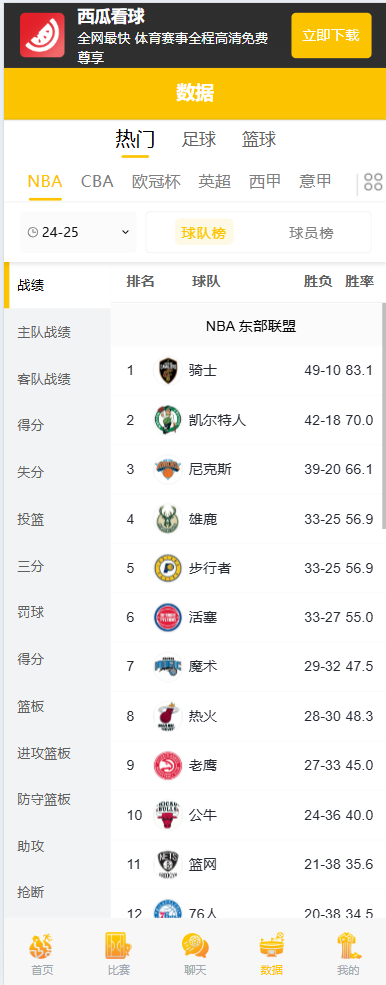 西瓜看球
全网最快 体育赛事全程高清免费
尊享
立即下载
数据
热门 足球 篮球
NBA CBA 欧冠杯 英超 西甲 意甲
24-25 球队榜 球员榜
战绩
主队战绩
客队战绩
得分
失分
投篮
三分
罚球
得分
篮板
进攻篮板
防守篮板
助攻
抢断
排名 球队 胜负 胜率
NBA 东部联盟
1 骑士 49-10 83.1
2 凯尔特人 42-18 70.0
3 尼克斯 39-20 66.1
4 雄鹿 33-25 56.9
5 步行者 33-25 56.9
6 活塞 33-27 55.0
7 魔术 29-32 47.5
8 热火 28-30 48.3
9 老鹰 27-33 45.0
10 公牛 24-36 40.0
11 篮网 21-38 35.6
12 76人 20-38 34.5
首页 比赛 聊天 数据 我的